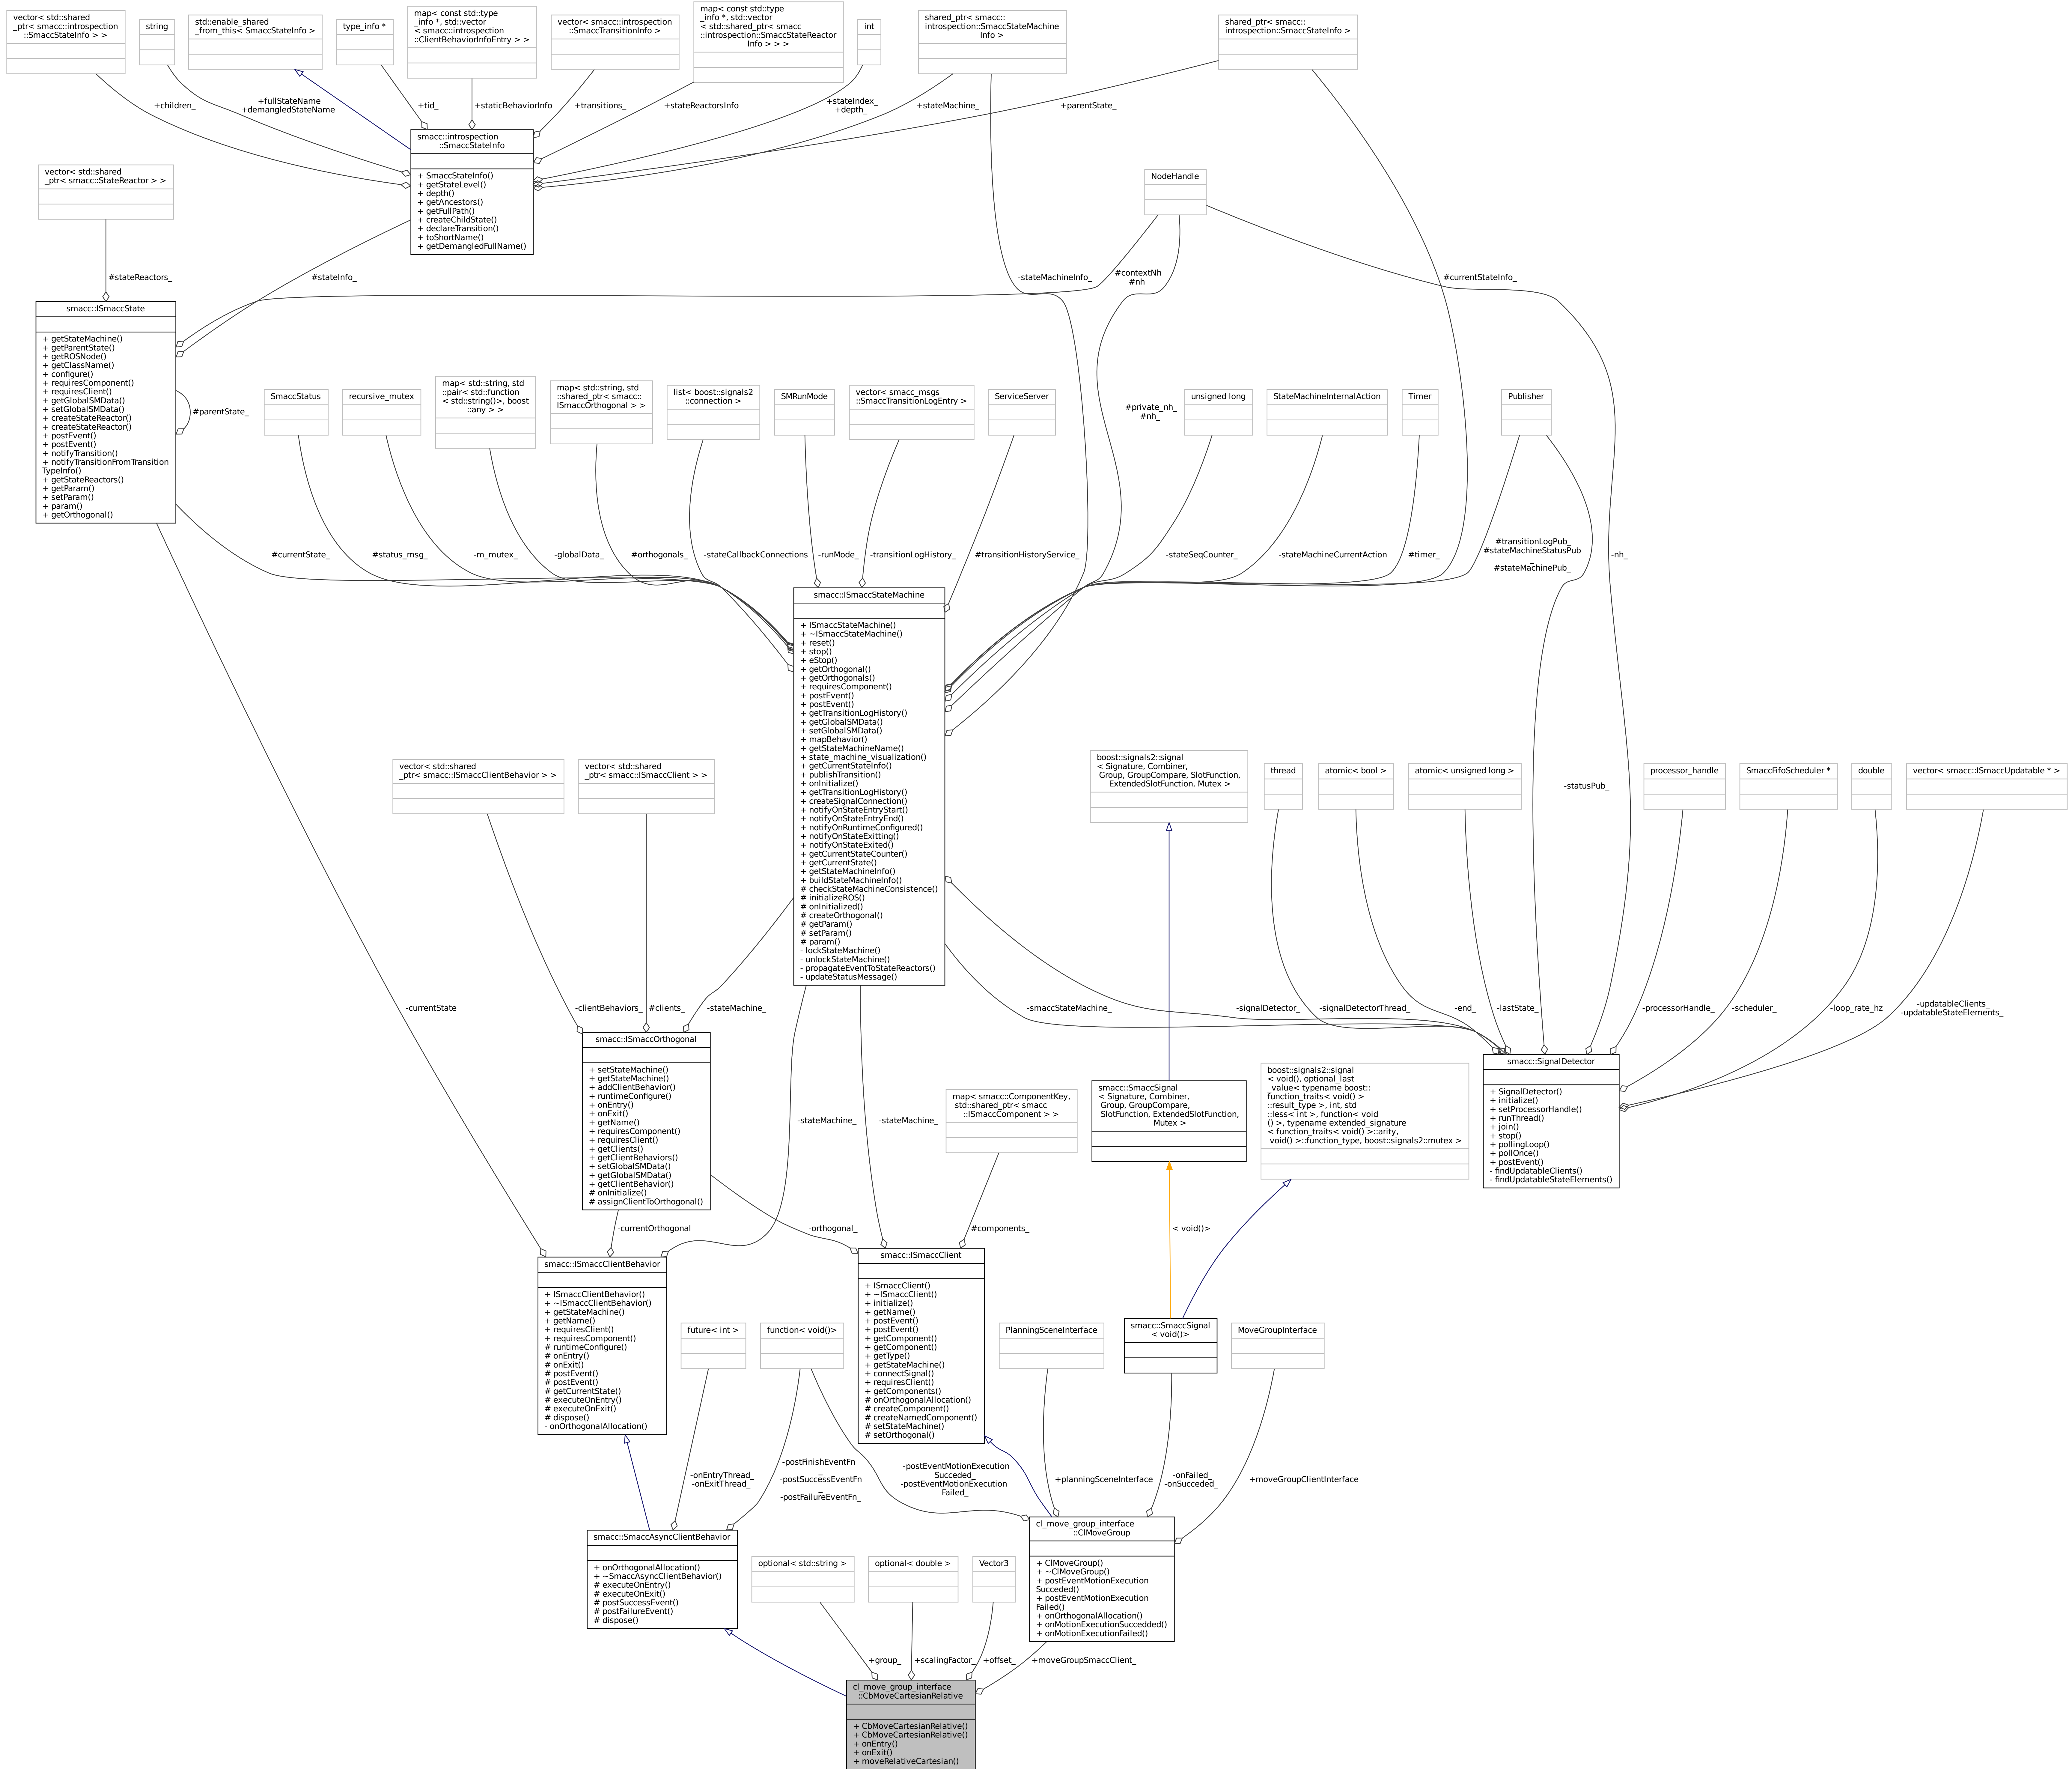 vector< std::shared
_ptr< smacc::introspection
::SmaccStateInfo > >
string
std::enable_shared
_from_this< SmaccStateInfo >
type_info *
map< const std::type
_info *, std::vector
< smacc::introspection
::ClientBehaviorInfoEntry > >
vector< smacc::introspection
::SmaccTransitionInfo >
map< const std::type
_info *, std::vector
< std::shared_ptr< smacc
::introspection::SmaccStateReactor
Info > > >
int
shared_ptr< smacc::
introspection::SmaccStateMachine
Info >
shared_ptr< smacc::
introspection::SmaccStateInfo >
+children_
+fullStateName
+demangledStateName
+tid_
+staticBehaviorInfo
+transitions_
+stateReactorsInfo
+stateIndex_
+depth_
+stateMachine_
+parentState_
smacc::introspection
::SmaccStateInfo
+ SmaccStateInfo()
+ getStateLevel()
+ depth()
+ getAncestors()
+ getFullPath()
+ createChildState()
+ declareTransition()
+ toShortName()
+ getDemangledFullName()
vector< std::shared
_ptr< smacc::StateReactor > >
NodeHandle
#stateReactors_
#stateInfo_
-stateMachineInfo_
#contextNh
#nh
#currentStateInfo_
smacc::ISmaccState
+ getStateMachine()
+ getParentState()
+ getROSNode()
+ getClassName()
+ configure()
+ requiresComponent()
+ requiresClient()
+ getGlobalSMData()
+ setGlobalSMData()
+ createStateReactor()
+ createStateReactor()
+ postEvent()
+ postEvent()
+ notifyTransition()
+ notifyTransitionFromTransition
TypeInfo()
+ getStateReactors()
+ getParam()
+ setParam()
+ param()
+ getOrthogonal()
#parentState_
SmaccStatus
recursive_mutex
map< std::string, std
::pair< std::function
< std::string()>, boost
::any > >
map< std::string, std
::shared_ptr< smacc::
ISmaccOrthogonal > >
list< boost::signals2
::connection >
SMRunMode
vector< smacc_msgs
::SmaccTransitionLogEntry >
ServiceServer
#private_nh_
#nh_
unsigned long
StateMachineInternalAction
Timer
Publisher
#currentState_
#status_msg_
-m_mutex_
-globalData_
#orthogonals_
-stateCallbackConnections
-runMode_
-transitionLogHistory_
#transitionHistoryService_
-stateSeqCounter_
-stateMachineCurrentAction
#timer_
#transitionLogPub_
#stateMachineStatusPub
_
#stateMachinePub_
-nh_
smacc::ISmaccStateMachine
+ ISmaccStateMachine()
+ ~ISmaccStateMachine()
+ reset()
+ stop()
+ eStop()
+ getOrthogonal()
+ getOrthogonals()
+ requiresComponent()
+ postEvent()
+ postEvent()
+ getTransitionLogHistory()
+ getGlobalSMData()
+ setGlobalSMData()
+ mapBehavior()
+ getStateMachineName()
+ state_machine_visualization()
+ getCurrentStateInfo()
+ publishTransition()
+ onInitialize()
+ getTransitionLogHistory()
+ createSignalConnection()
+ notifyOnStateEntryStart()
+ notifyOnStateEntryEnd()
+ notifyOnRuntimeConfigured()
+ notifyOnStateExitting()
+ notifyOnStateExited()
+ getCurrentStateCounter()
+ getCurrentState()
+ getStateMachineInfo()
+ buildStateMachineInfo()
# checkStateMachineConsistence()
# initializeROS()
# onInitialized()
# createOrthogonal()
# getParam()
# setParam()
# param()
- lockStateMachine()
- unlockStateMachine()
- propagateEventToStateReactors()
- updateStatusMessage()
vector< std::shared
_ptr< smacc::ISmaccClientBehavior > >
vector< std::shared
_ptr< smacc::ISmaccClient > >
boost::signals2::signal
< Signature, Combiner,
Group, GroupCompare, SlotFunction,
ExtendedSlotFunction, Mutex >
thread
atomic< bool >
atomic< unsigned long >
-statusPub_
processor_handle
SmaccFifoScheduler *
double
vector< smacc::ISmaccUpdatable * >
-currentState
-clientBehaviors_
#clients_
-stateMachine_
-smaccStateMachine_
-signalDetector_
-signalDetectorThread_
-end_
-lastState_
-processorHandle_
-scheduler_
-loop_rate_hz
-updatableClients_
-updatableStateElements_
smacc::ISmaccOrthogonal
+ setStateMachine()
+ getStateMachine()
+ addClientBehavior()
+ runtimeConfigure()
+ onEntry()
+ onExit()
+ getName()
+ requiresComponent()
+ requiresClient()
+ getClients()
+ getClientBehaviors()
+ setGlobalSMData()
+ getGlobalSMData()
+ getClientBehavior()
# onInitialize()
# assignClientToOrthogonal()
-stateMachine_
-stateMachine_
map< smacc::ComponentKey,
std::shared_ptr< smacc
::ISmaccComponent > >
smacc::SmaccSignal
< Signature, Combiner,
Group, GroupCompare,
SlotFunction, ExtendedSlotFunction,
Mutex >
boost::signals2::signal
< void(), optional_last
_value< typename boost::
function_traits< void() >
::result_type >, int, std
::less< int >, function< void
() >, typename extended_signature
< function_traits< void() >::arity,
void() >::function_type, boost::signals2::mutex >
smacc::SignalDetector
+ SignalDetector()
+ initialize()
+ setProcessorHandle()
+ runThread()
+ join()
+ stop()
+ pollingLoop()
+ pollOnce()
+ postEvent()
- findUpdatableClients()
- findUpdatableStateElements()
-currentOrthogonal
-orthogonal_
#components_
< void()>
smacc::ISmaccClientBehavior
+ ISmaccClientBehavior()
+ ~ISmaccClientBehavior()
+ getStateMachine()
+ getName()
+ requiresClient()
+ requiresComponent()
# runtimeConfigure()
# onEntry()
# onExit()
# postEvent()
# postEvent()
# getCurrentState()
# executeOnEntry()
# executeOnExit()
# dispose()
- onOrthogonalAllocation()
smacc::ISmaccClient
+ ISmaccClient()
+ ~ISmaccClient()
+ initialize()
+ getName()
+ postEvent()
+ postEvent()
+ getComponent()
+ getComponent()
+ getType()
+ getStateMachine()
+ connectSignal()
+ requiresClient()
+ getComponents()
# onOrthogonalAllocation()
# createComponent()
# createNamedComponent()
# setStateMachine()
# setOrthogonal()
future< int >
function< void()>
PlanningSceneInterface
smacc::SmaccSignal
< void()>
MoveGroupInterface
-onEntryThread_
-onExitThread_
-postFinishEventFn
_
-postSuccessEventFn
_
-postFailureEventFn_
-postEventMotionExecution
Succeded_
-postEventMotionExecution
Failed_
+planningSceneInterface
-onFailed_
-onSucceded_
+moveGroupClientInterface
smacc::SmaccAsyncClientBehavior
+ onOrthogonalAllocation()
+ ~SmaccAsyncClientBehavior()
# executeOnEntry()
# executeOnExit()
# postSuccessEvent()
# postFailureEvent()
# dispose()
optional< std::string >
optional< double >
Vector3
cl_move_group_interface
::ClMoveGroup
+ ClMoveGroup()
+ ~ClMoveGroup()
+ postEventMotionExecution
Succeded()
+ postEventMotionExecution
Failed()
+ onOrthogonalAllocation()
+ onMotionExecutionSuccedded()
+ onMotionExecutionFailed()
+group_
+scalingFactor_
+offset_
+moveGroupSmaccClient_
cl_move_group_interface
::CbMoveCartesianRelative
+ CbMoveCartesianRelative()
+ CbMoveCartesianRelative()
+ onEntry()
+ onExit()
+ moveRelativeCartesian()